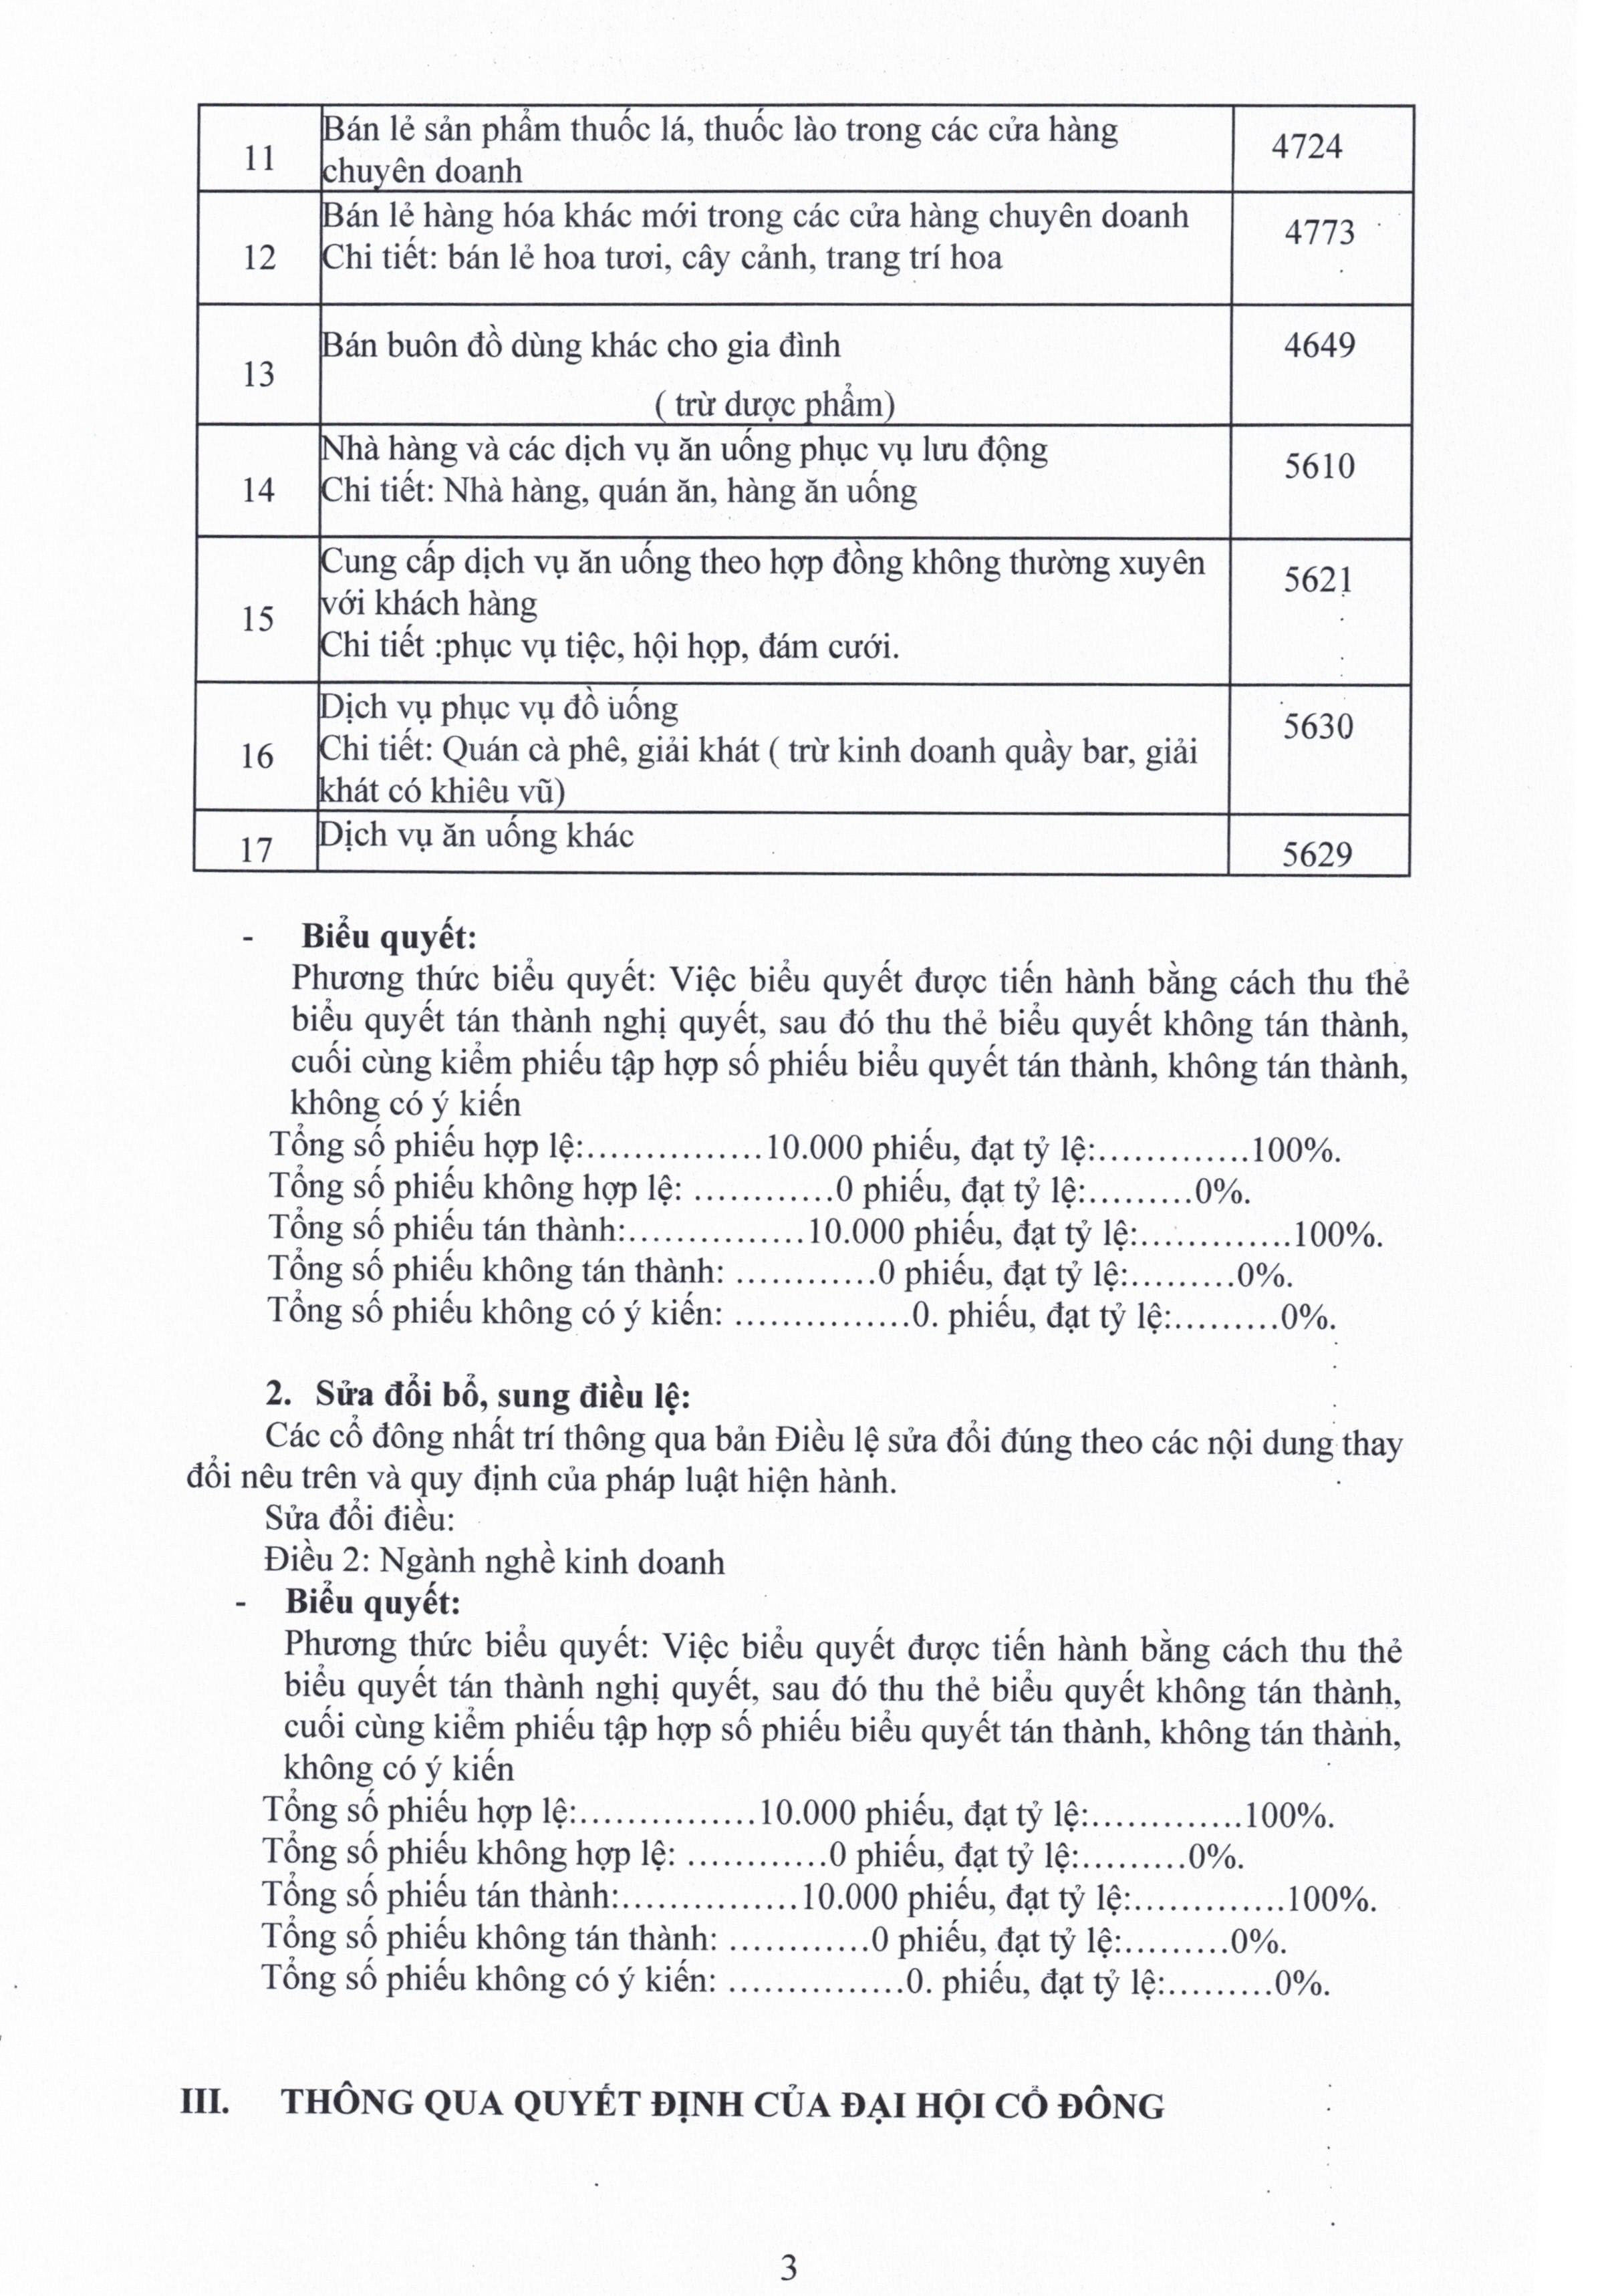 11 Bán lẻ sản phẩm thuốc lá, thuốc lào trong các cửa hàng 4724
chuyên doanh
12 Bán lẻ hàng hóa khác mới trong các cửa hàng chuyên doanh 4773
Chi tiết: bán lẻ hoa tươi, cây cảnh, trang trí hoa
13 Bán buôn đồ dùng khác cho gia đình 4649
( trừ dược phẩm)
14 Nhà hàng và các dịch vụ ăn uống phục vụ lưu động 5610
Chi tiết: Nhà hàng, quán ăn, hàng ăn uống
15 Cung cấp dịch vụ ăn uống theo hợp đồng không thường xuyên 5621
với khách hàng
Chi tiết :phục vụ tiệc, hội họp, đám cưới.
16 Dịch vụ phục vụ đồ uống 5630
Chi tiết: Quán cà phê, giải khát ( trừ kinh doanh quầy bar, giải
khát có khiêu vũ)
17 Dịch vụ ăn uống khác 5629
- Biểu quyết:
Phương thức biểu quyết: Việc biểu quyết được tiến hành bằng cách thu thẻ
biểu quyết tán thành nghị quyết, sau đó thu thẻ biểu quyết không tán thành,
cuối cùng kiểm phiếu tập hợp số phiếu biểu quyết tán thành, không tán thành,
không có ý kiến
Tổng số phiếu hợp lệ:...............10.000 phiếu, đạt tỷ lệ:.............100%.
Tổng số phiếu không hợp lệ: ............0 phiếu, đạt tỷ lệ:.........0%.
Tổng số phiếu tán thành:...............10.000 phiếu, đạt tỷ lệ:.............100%.
Tổng số phiếu không tán thành: ............0 phiếu, đạt tỷ lệ:.........0%.
Tổng số phiếu không có ý kiến: ...............0. phiếu, đạt tỷ lệ:.........0%.
2. Sửa đổi bổ, sung điều lệ:
Các cổ đông nhất trí thông qua bản Điều lệ sửa đổi đúng theo các nội dung thay
đổi nêu trên và quy định của pháp luật hiện hành.
Sửa đổi điều:
Điều 2: Ngành nghề kinh doanh
- Biểu quyết:
Phương thức biểu quyết: Việc biểu quyết được tiến hành bằng cách thu thẻ
biểu quyết tán thành nghị quyết, sau đó thu thẻ biểu quyết không tán thành,
cuối cùng kiểm phiếu tập hợp số phiếu biểu quyết tán thành, không tán thành,
không có ý kiến
Tổng số phiếu hợp lệ:...............10.000 phiếu, đạt tỷ lệ:.............100%.
Tổng số phiếu không hợp lệ: ............0 phiếu, đạt tỷ lệ:.........0%.
Tổng số phiếu tán thành:...............10.000 phiếu, đạt tỷ lệ:.............100%.
Tổng số phiếu không tán thành: ............0 phiếu, đạt tỷ lệ:.........0%.
Tổng số phiếu không có ý kiến: ...............0. phiếu, đạt tỷ lệ:.........0%.
III. THÔNG QUA QUYẾT ĐỊNH CỦA ĐẠI HỘI CỔ ĐÔNG
3